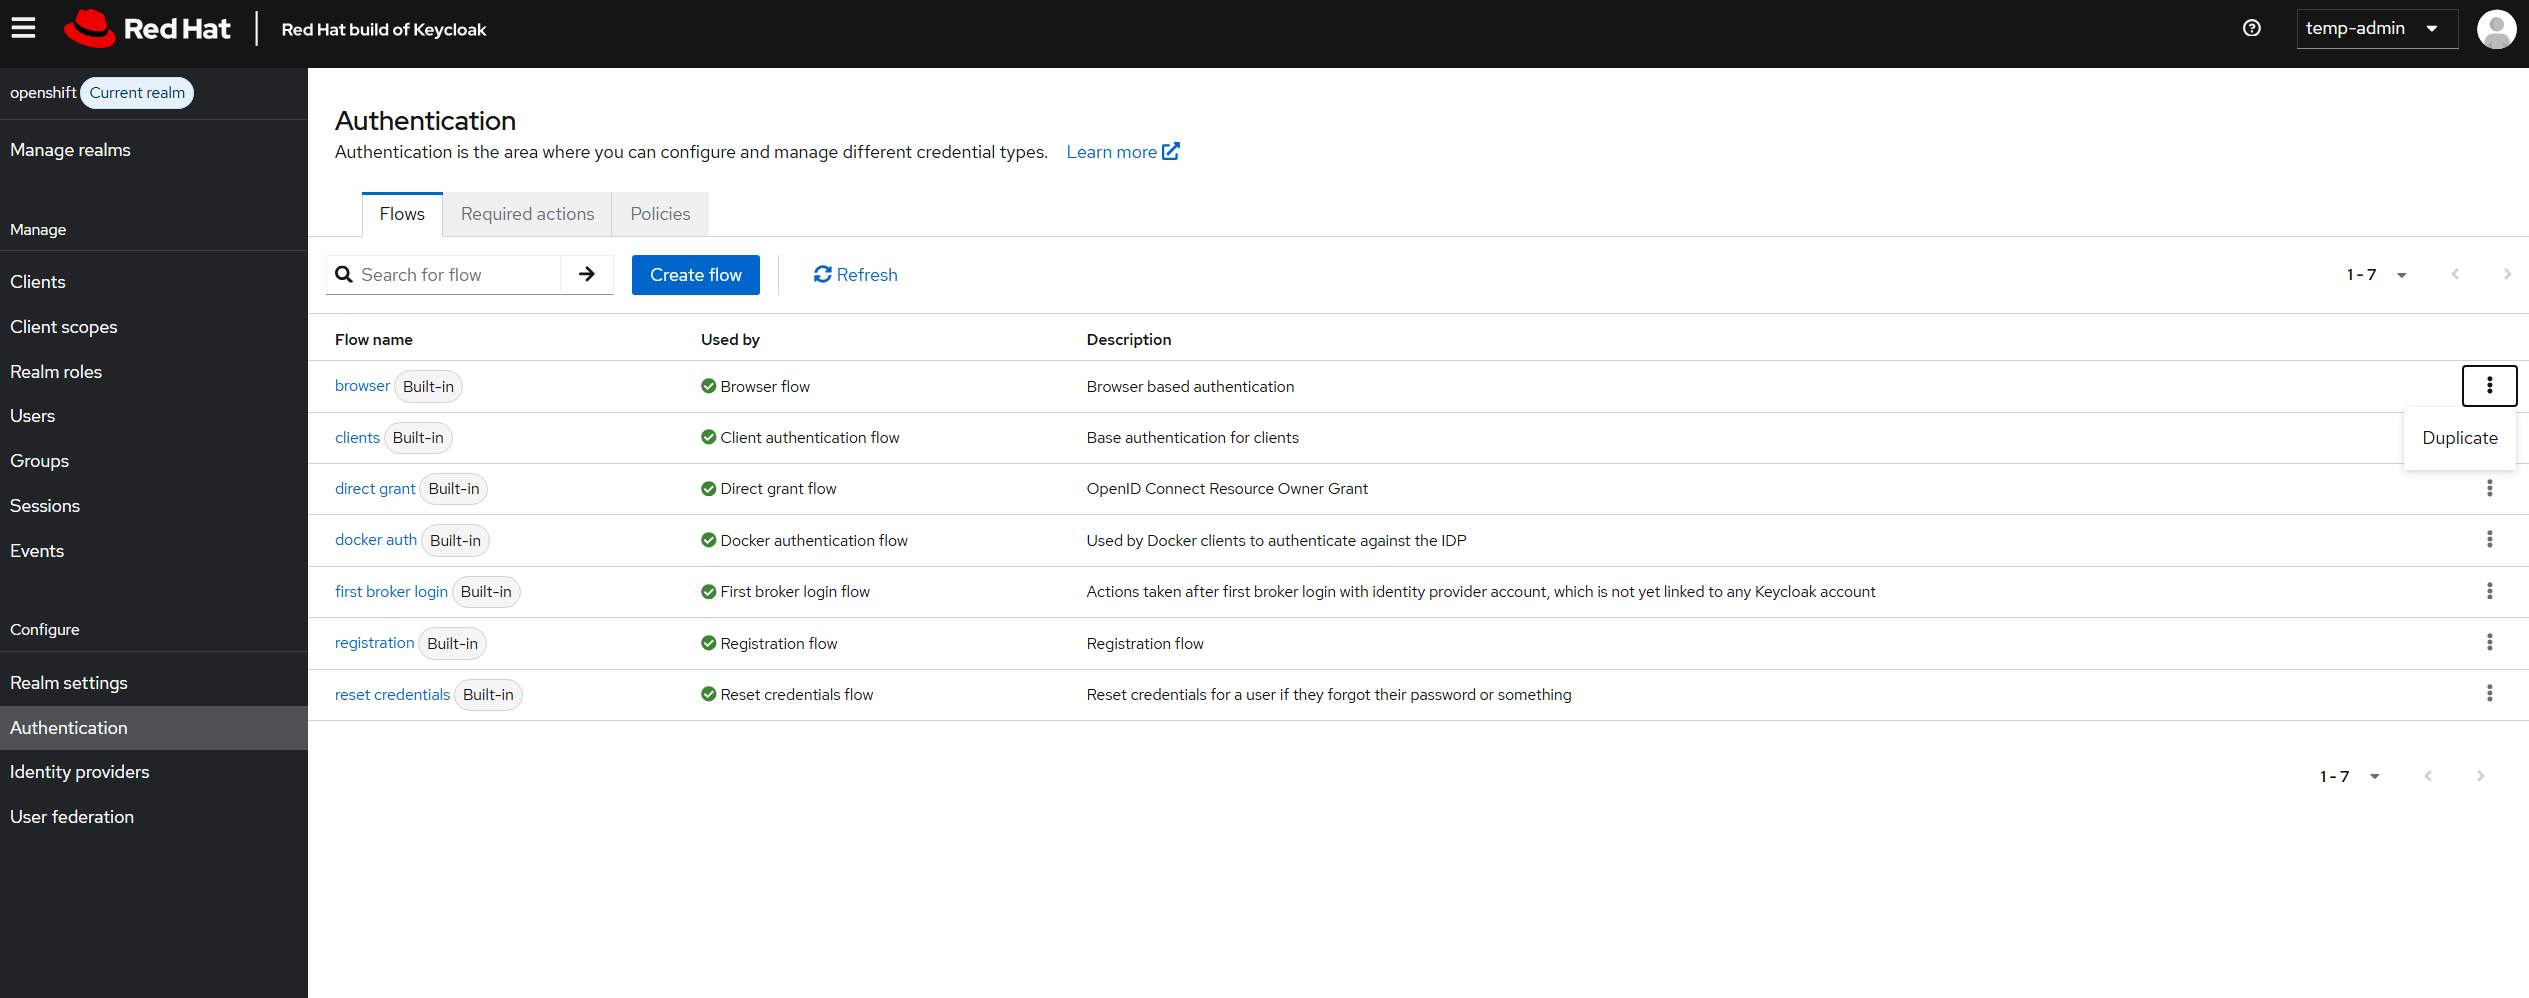 Red Hat
Red Hat build of Keycloak
temp-admin
openshift Current realm
Manage realms
Manage
Clients
Client scopes
Realm roles
Users
Groups
Sessions
Events
Configure
Realm settings
Authentication
Identity providers
User federation
Authentication
Authentication is the area where you can configure and manage different credential types. Learn more
Flows Required actions Policies
Search for flow Create flow Refresh 1 - 7
Flow name Used by Description
browser Built-in Browser flow Browser based authentication
clients Built-in Client authentication flow Base authentication for clients
Duplicate
direct grant Built-in Direct grant flow OpenID Connect Resource Owner Grant
docker auth Built-in Docker authentication flow Used by Docker clients to authenticate against the IDP
first broker login Built-in First broker login flow Actions taken after first broker login with identity provider account, which is not yet linked to any Keycloak account
registration Built-in Registration flow Registration flow
reset credentials Built-in Reset credentials flow Reset credentials for a user if they forgot their password or something
1 - 7